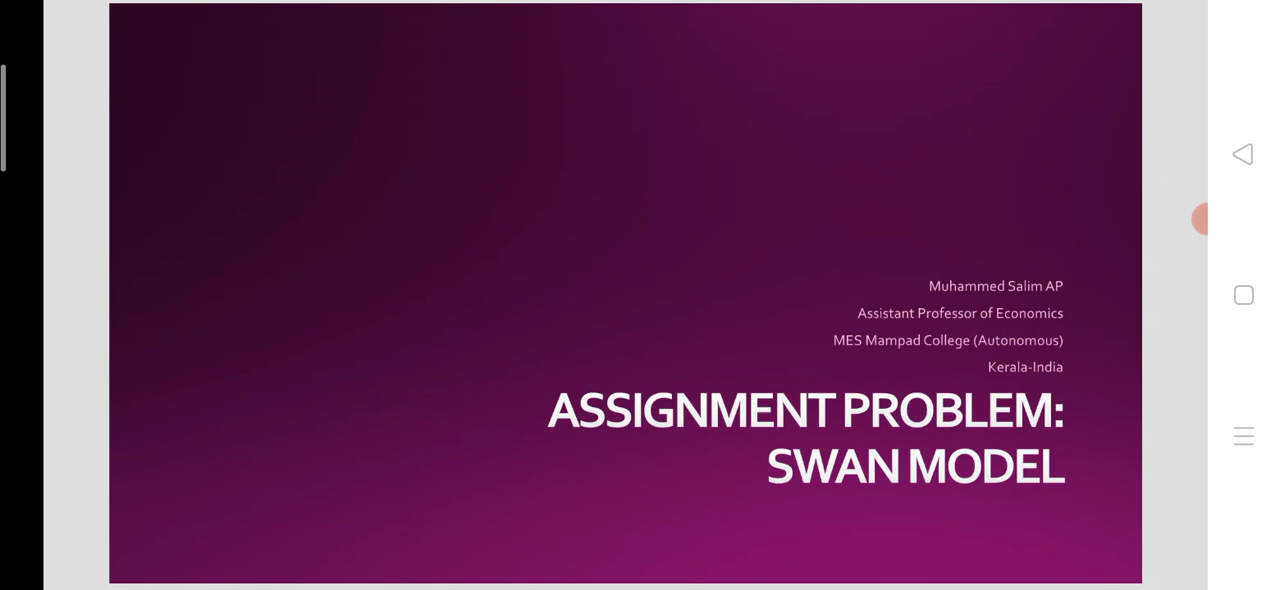 Muhammed Salim AP
Assistant Professor of Economics
MES Mampad College (Autonomous)
Kerala-India
ASSIGNMENT PROBLEM:
SWAN MODEL